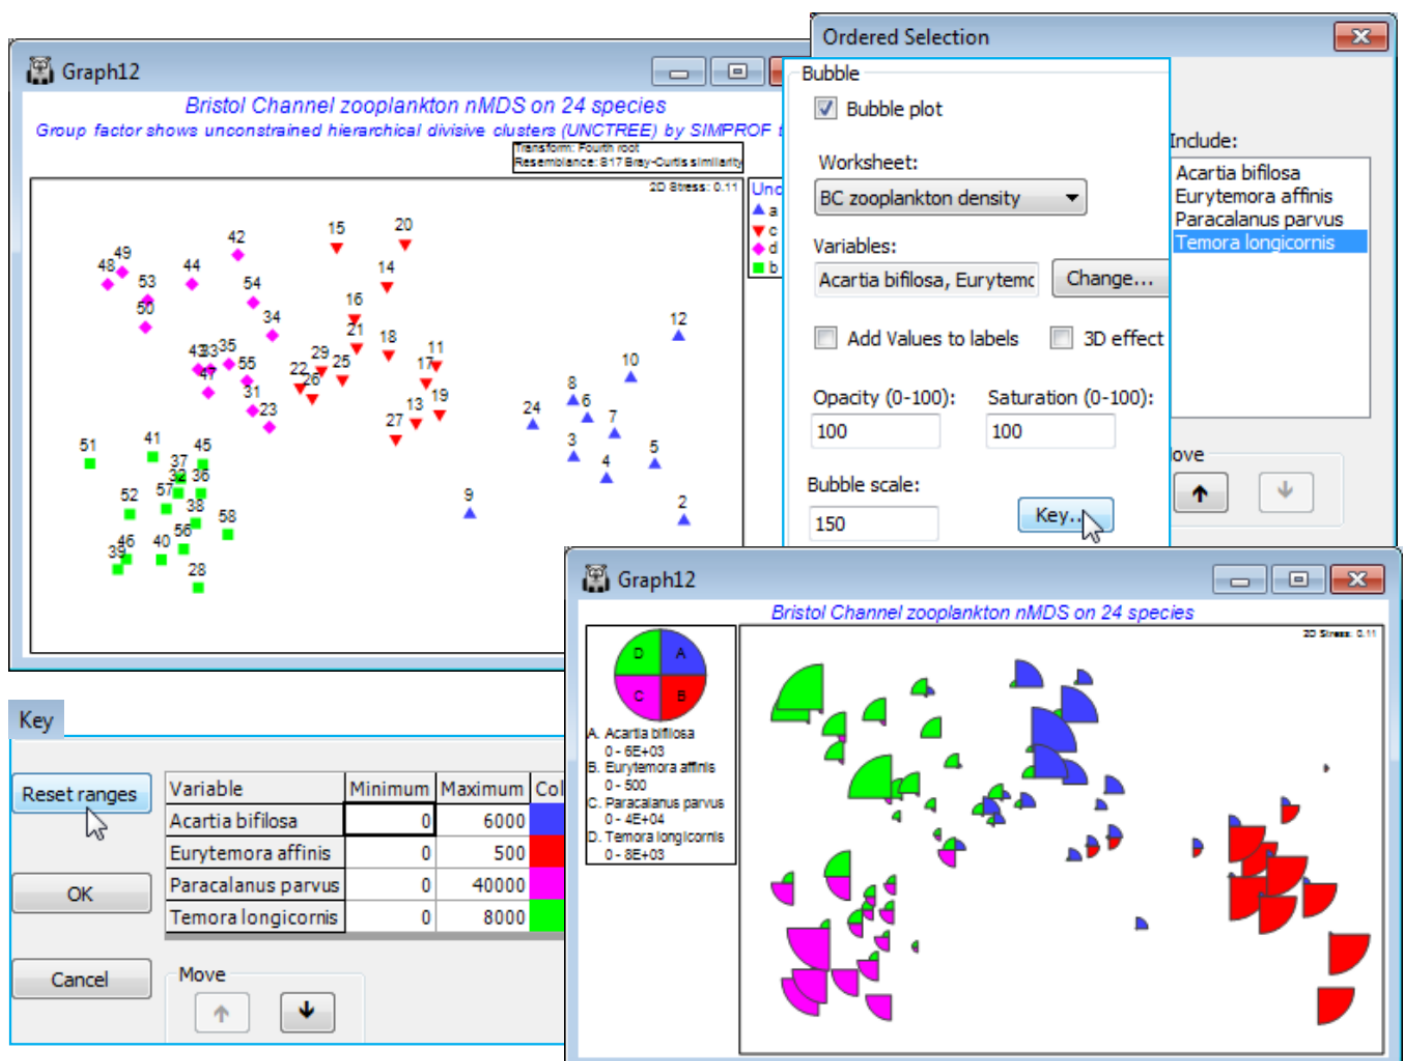 Graph12
Bristol Channel zooplankton nMDS on 24 species
Group factor shows unconstrained hierarchical divisive clusters (UNCTREE) by SIMPROF t
Transform: Fourth root
Resemblance: S17 Bray-Curtis similarity
2D Stress: 0.11
Unc
a
c
d
b
15
20
42
49
48
44
14
53
54
50
16
34
12
21
18
43
33
35
29
11
10
55
22
25
17
47
26
8
31
6
23
13
19
24
7
27
51
41
45
3
5
37
4
32
36
52
57
9
2
38
58
56
46
39
40
28
Ordered Selection
Bubble
Bubble plot
Worksheet:
BC zooplankton density
Variables:
Acartia bifilosa, Eurytemc
Change...
Add Values to labels
3D effect
Opacity (0-100):
Saturation (0-100):
100
100
Bubble scale:
150
Key..
Include:
Acartia bifilosa
Eurytemora affinis
Paracalanus parvus
Temora longicornis
ove
Key
Reset ranges
OK
Cancel
Variable Minimum Maximum Col
Acartia bifilosa 0 6000
Eurytemora affinis 0 500
Paracalanus parvus 0 40000
Temora longicornis 0 8000
Move
Graph12
Bristol Channel zooplankton nMDS on 24 species
2D Stress: 0.11
D A
C B
A. Acartia bifilosa
0 - 6E+03
B. Eurytemora affinis
0 - 500
C. Paracalanus parvus
0 - 4E+04
D. Temora longicornis
0 - 8E+03